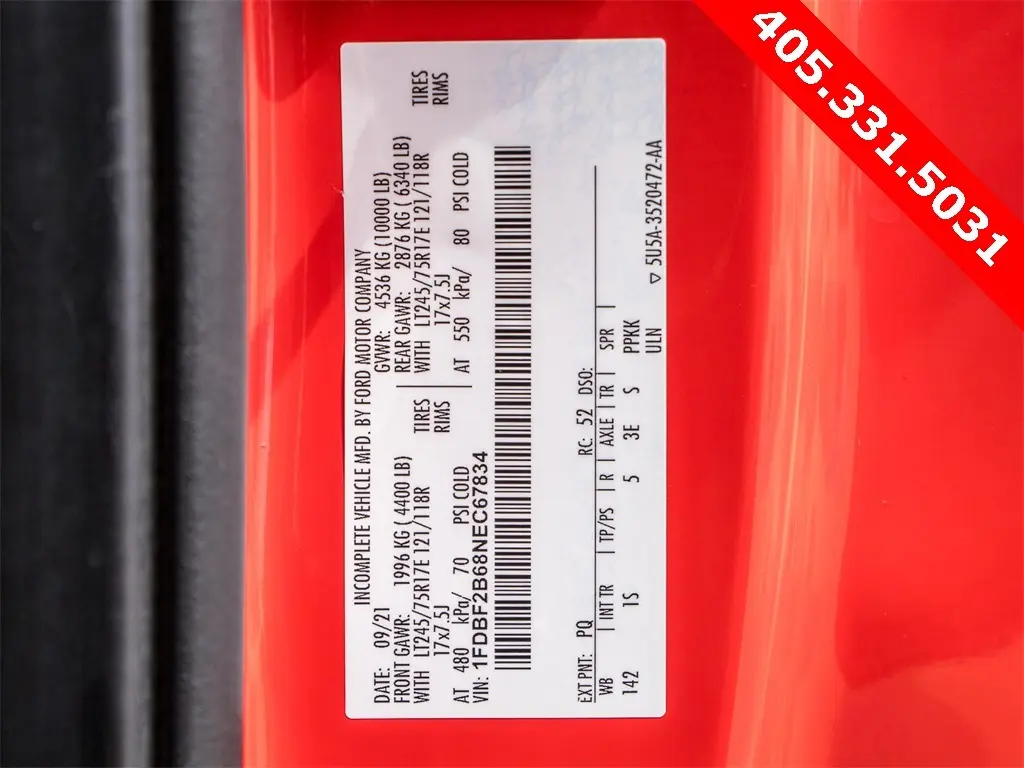 405.331.5031
INCOMPLETE VEHICLE MFD. BY FORD MOTOR COMPANY
DATE: 09/21 GVWR: 4536 KG (10000 LB)
FRONT GAWR: 1996 KG ( 4400 LB) REAR GAWR: 2876 KG ( 6340 LB)
WITH LT245/75R17E 121/118R TIRES WITH LT245/75R17E 121/118R TIRES
17x7.5J RIMS 17x7.5J RIMS
AT 480 kPa/ 70 PSI COLD AT 550 kPa/ 80 PSI COLD
VIN: 1FDBF2B68NEC67834
EXT PNT: PQ RC: 52 DSO:
WB INT TR TP/PS R AXLE TR SPR
142 1S 5 3E S PPKK
ULN
▽ 5U5A-3520472-AA